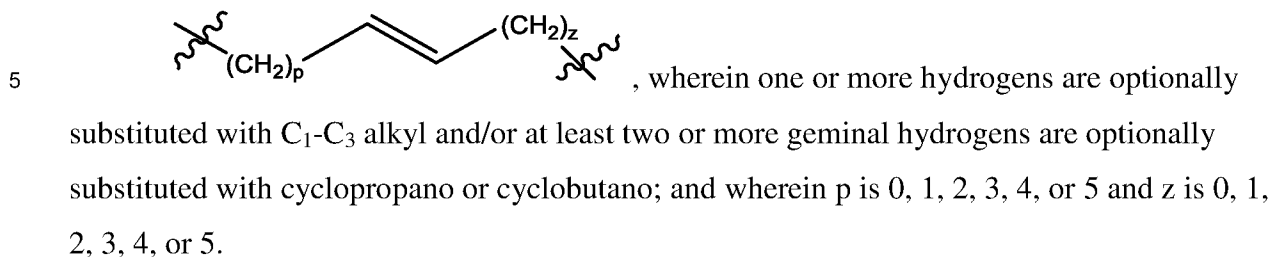 (CH₂)z
(CH₂)p
5 , wherein one or more hydrogens are optionally
substituted with C₁-C₃ alkyl and/or at least two or more geminal hydrogens are optionally
substituted with cyclopropano or cyclobutano; and wherein p is 0, 1, 2, 3, 4, or 5 and z is 0, 1,
2, 3, 4, or 5.